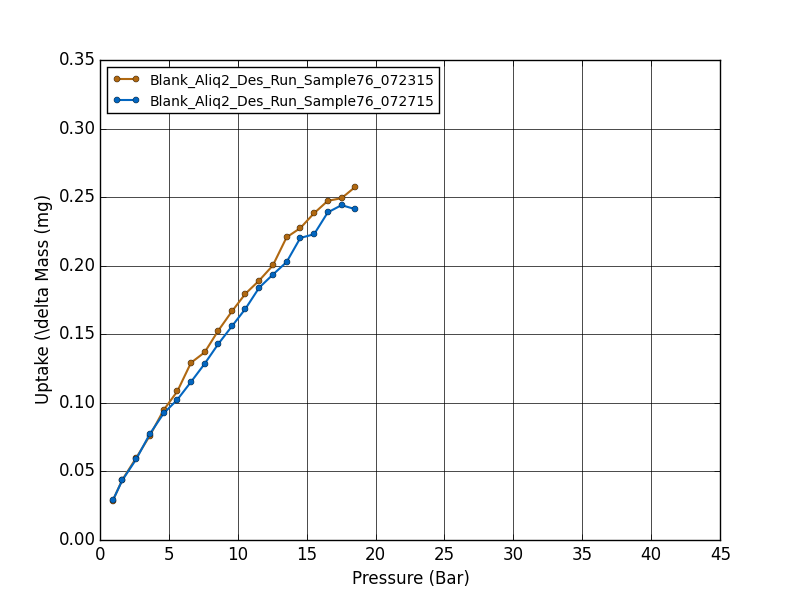 Blank_Aliq2_Des_Run_Sample76_072315
Blank_Aliq2_Des_Run_Sample76_072715
0.35
0.30
0.25
0.20
0.15
0.10
0.05
0.00
Uptake (\delta Mass (mg)
0 5 10 15 20 25 30 35 40 45
Pressure (Bar)